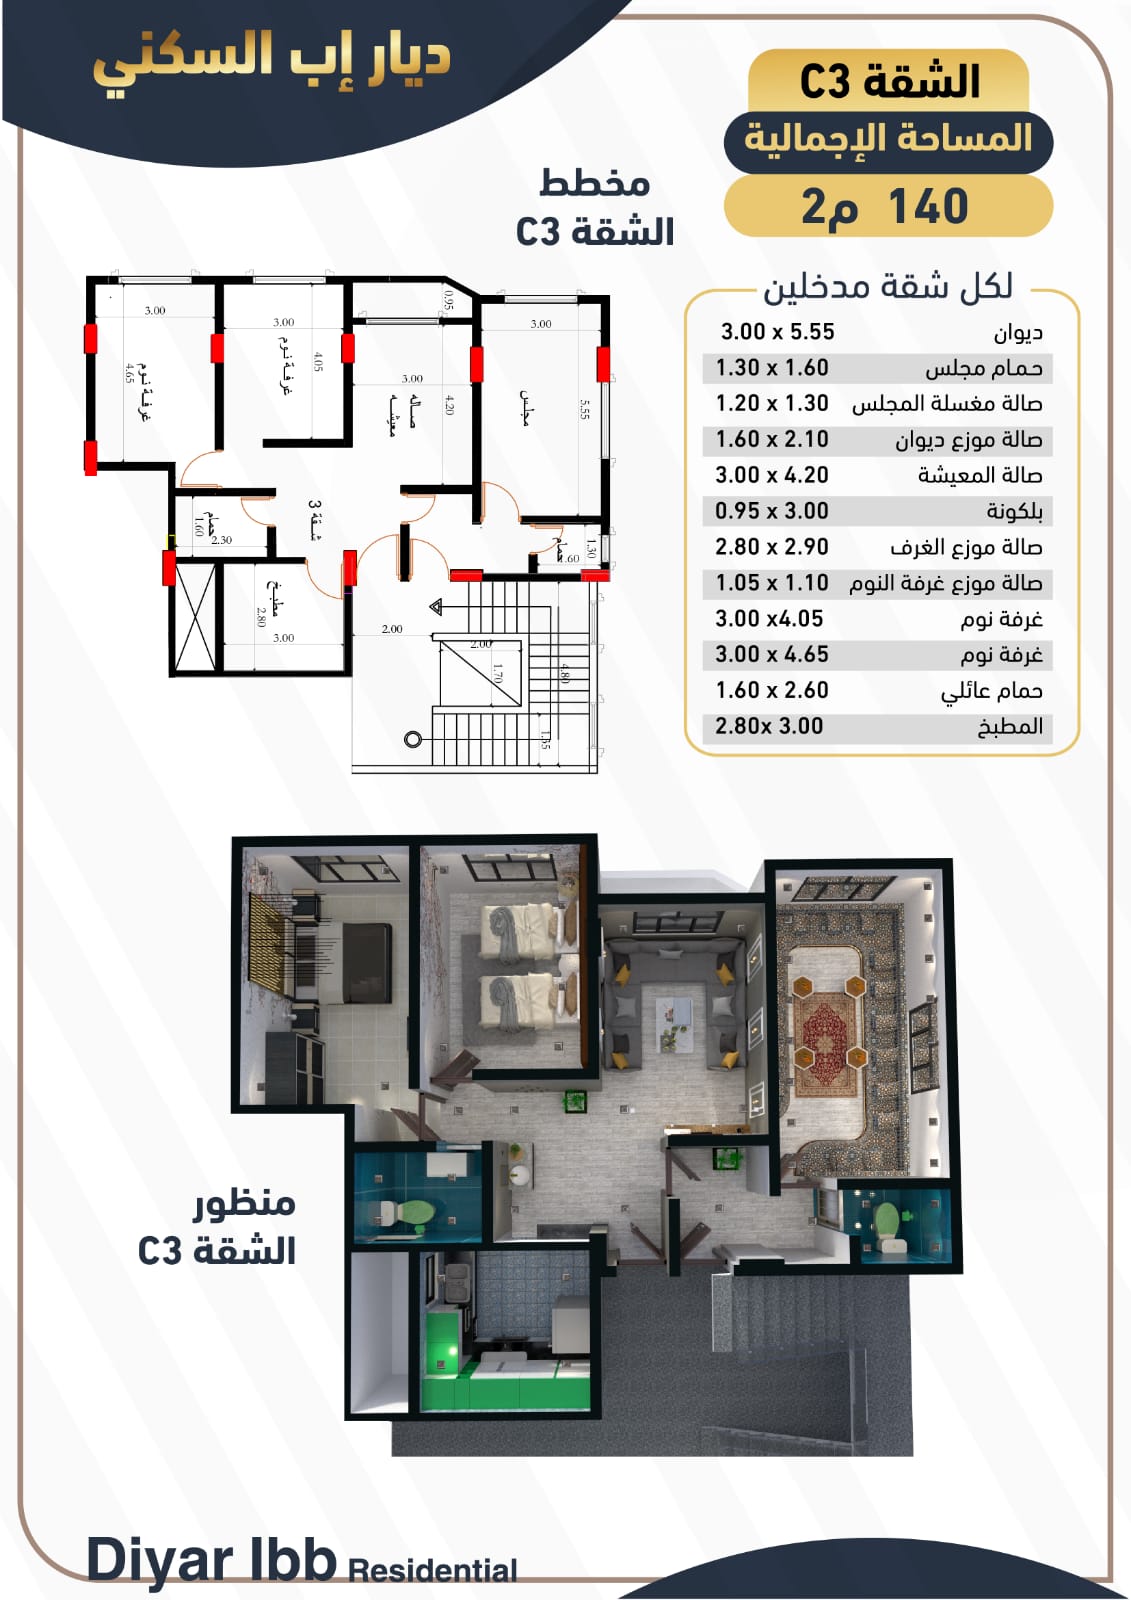 ديار إب السكني
الشقة C3
المساحة الإجمالية
140 م2
مخطط
الشقة C3
لكل شقة مدخلين
ديوان 3.00 x 5.55
حمام مجلس 1.30 x 1.60
صالة مغسلة المجلس 1.20 x 1.30
صالة موزع ديوان 1.60 x 2.10
صالة المعيشة 3.00 x 4.20
بلكونة 0.95 x 3.00
صالة موزع الغرف 2.80 x 2.90
صالة موزع غرفة النوم 1.05 x 1.10
غرفة نوم 3.00 x4.05
غرفة نوم 3.00 x 4.65
حمام عائلي 1.60 x 2.60
المطبخ 2.80x 3.00
3.00
غرفة نوم
4.65
3.00
غرفة نوم
4.05
0.95
3.00
صاله
معيشه
4.20
3.00
مجلس
5.55
حمام
1.60
2.30
شقة 3
حمام
1.30
.60
مطبخ
2.80
3.00
2.00
2.00
1.70
4.80
منظور
الشقة C3
Diyar Ibb Residential